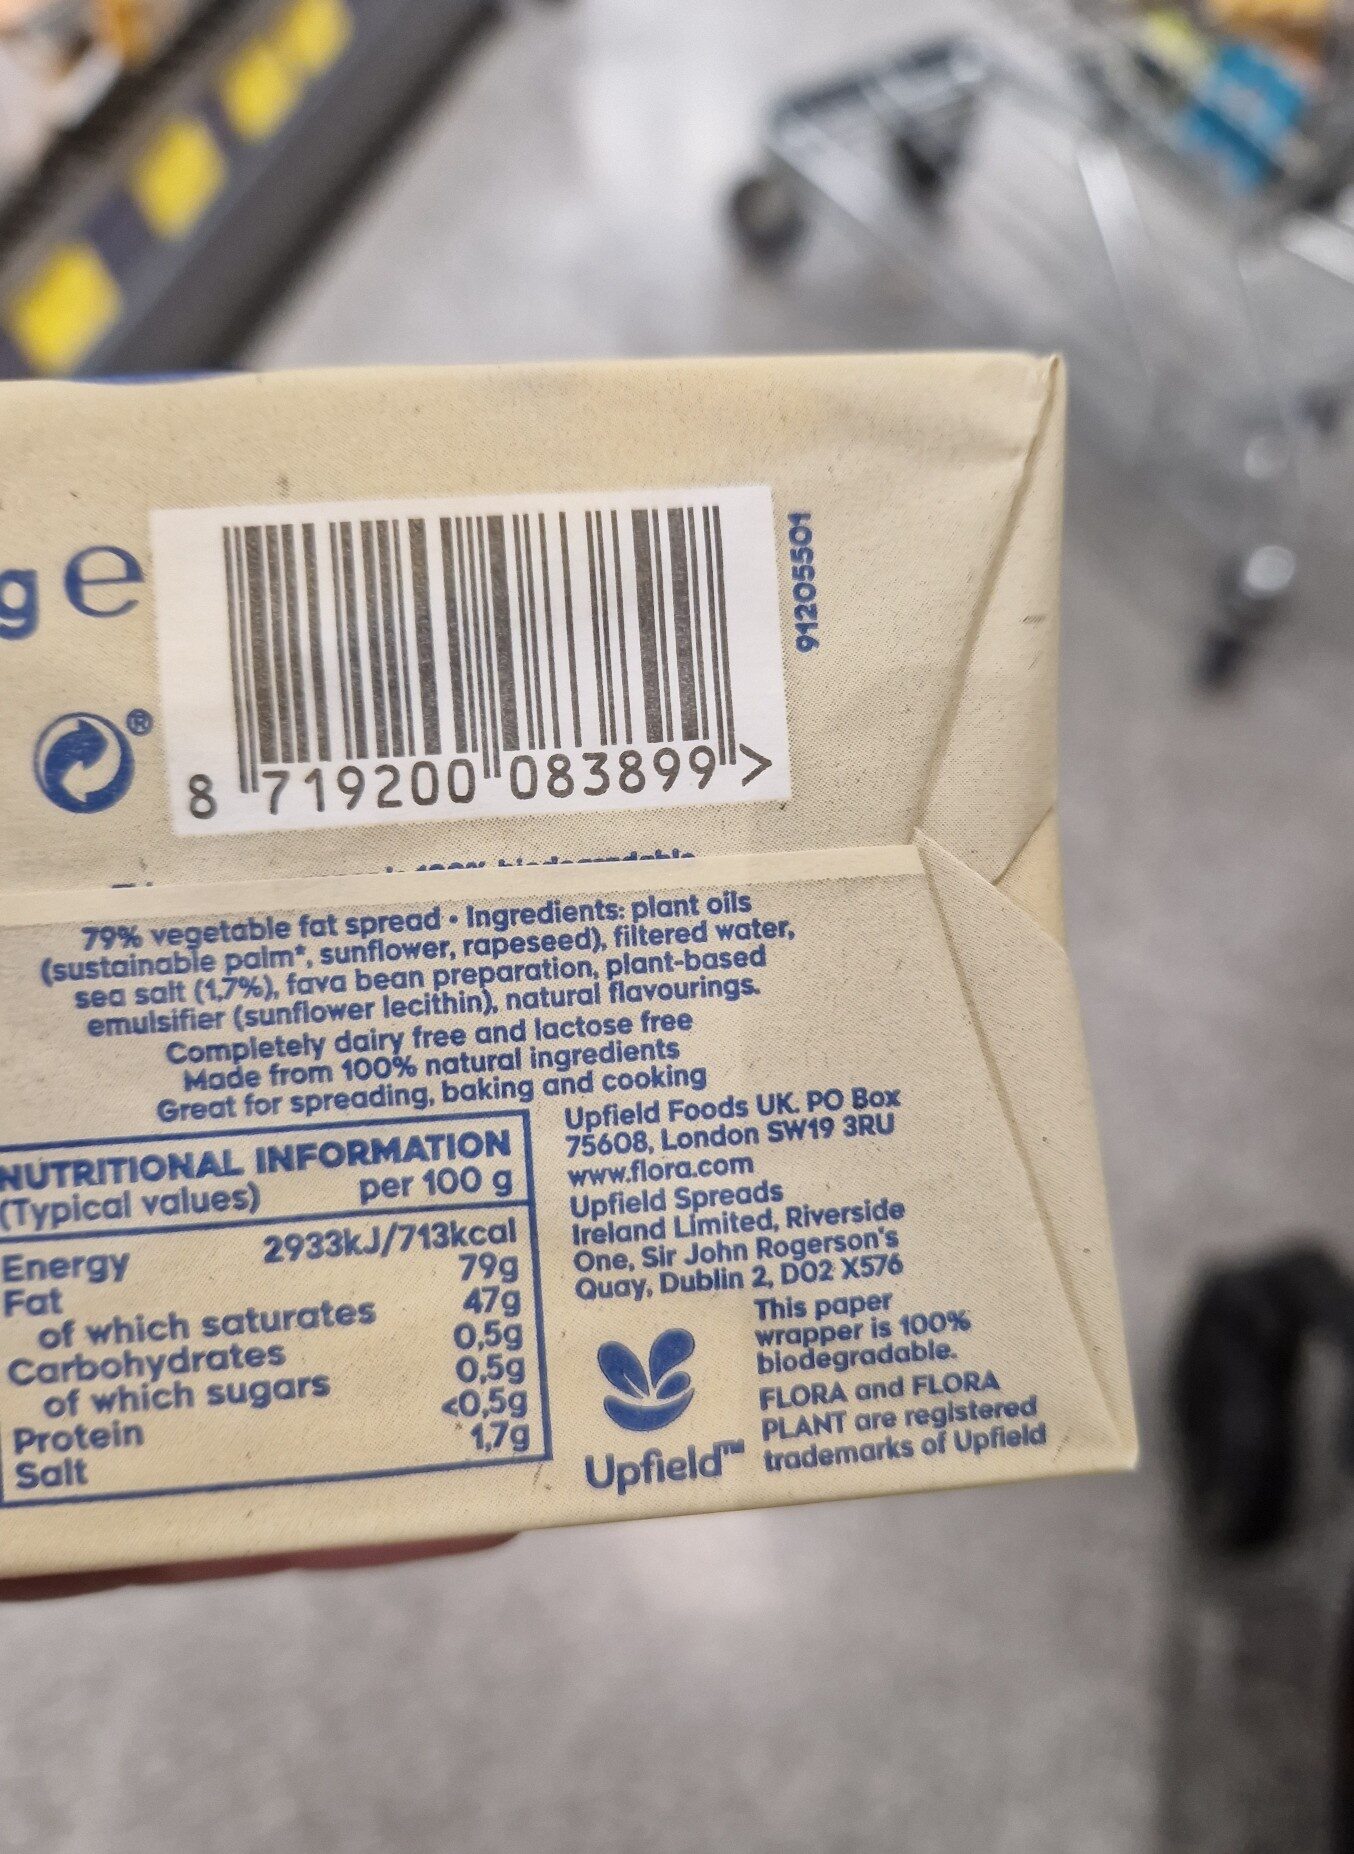 g e
91205501
®
8 719200 083899 >
100% biodegradable
79% vegetable fat spread • Ingredients: plant oils
(sustainable palm*, sunflower, rapeseed), filtered water,
sea salt (1,7%), fava bean preparation, plant-based
emulsifier (sunflower lecithin), natural flavourings.
Completely dairy free and lactose free
Made from 100% natural ingredients
Great for spreading, baking and cooking
NUTRITIONAL INFORMATION
(Typical values) per 100 g
Energy 2933kJ/713kcal
Fat 79g
of which saturates 47g
Carbohydrates 0,5g
of which sugars 0,5g
Protein <0,5g
Salt 1,7g
Upfield Foods UK. PO Box
75608, London SW19 3RU
www.flora.com
Upfield Spreads
Ireland Limited, Riverside
One, Sir John Rogerson's
Quay, Dublin 2, D02 X576
This paper
wrapper is 100%
biodegradable.
FLORA and FLORA
PLANT are registered
trademarks of Upfield
Upfield™